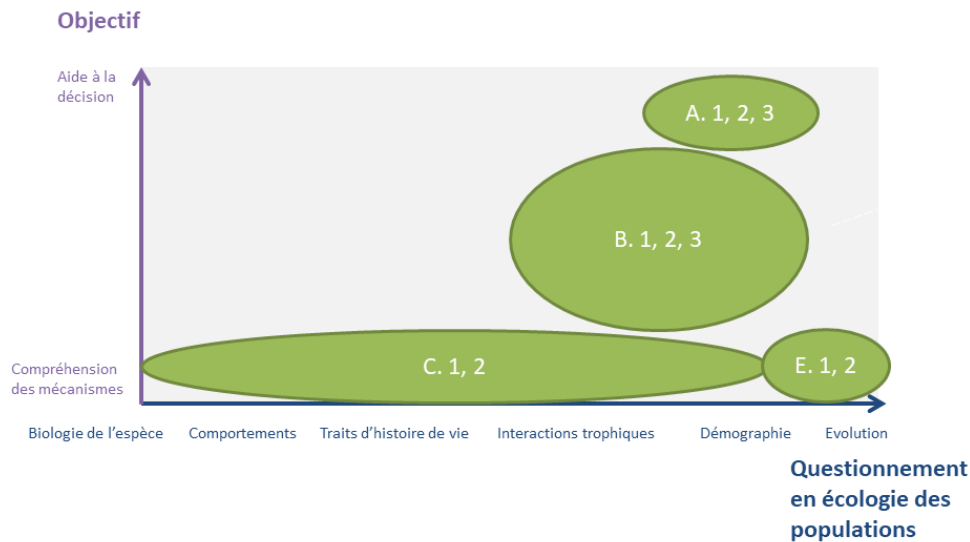 Objectif
Aide à la
décision
A. 1, 2, 3
B. 1, 2, 3
Compréhension
des mécanismes
C. 1, 2
E. 1, 2
Biologie de l’espèce
Comportements
Traits d’histoire de vie
Interactions trophiques
Démographie
Evolution
Questionnement
en écologie des
populations